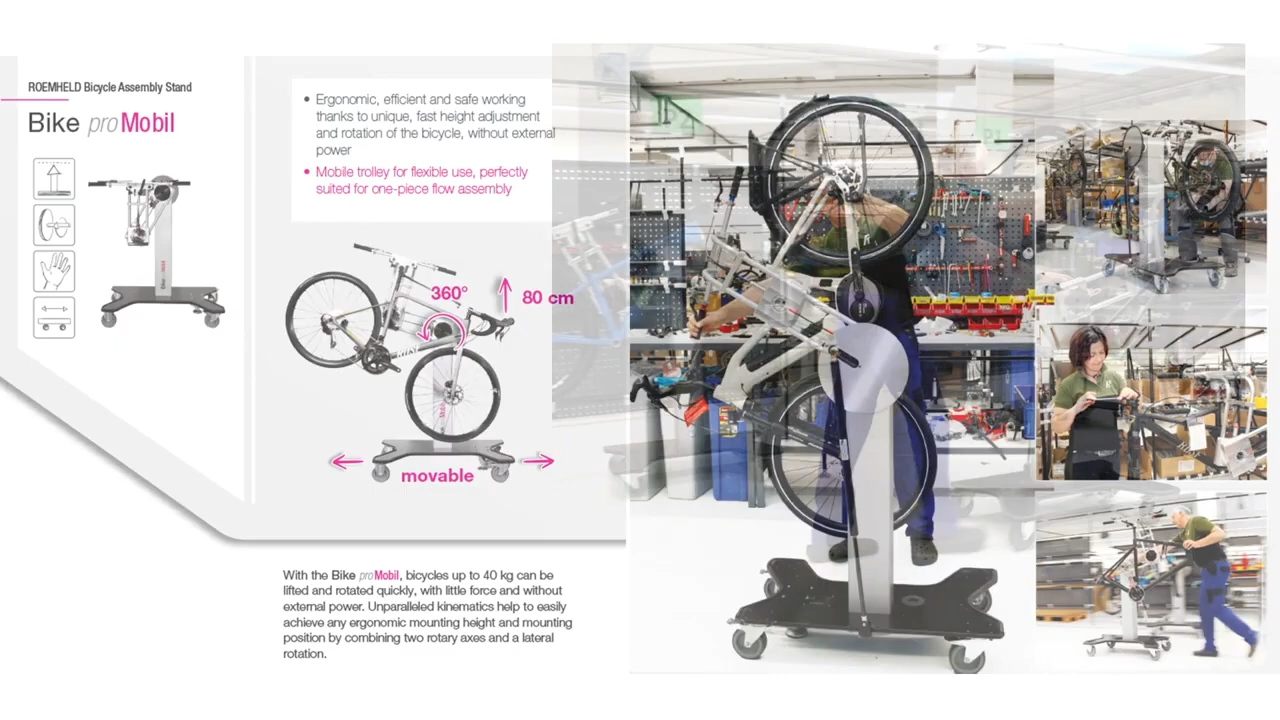 ROEMHELD Bicycle Assembly Stand
Bike proMobil
• Ergonomic, efficient and safe working
thanks to unique, fast height adjustment
and rotation of the bicycle, without external
power
• Mobile trolley for flexible use, perfectly
suited for one-piece flow assembly
360°
80 cm
movable
With the Bike proMobil, bicycles up to 40 kg can be
lifted and rotated quickly, with little force and without
external power. Unparalleled kinematics help to easily
achieve any ergonomic mounting height and mounting
position by combining two rotary axes and a lateral
rotation.
P2
P1